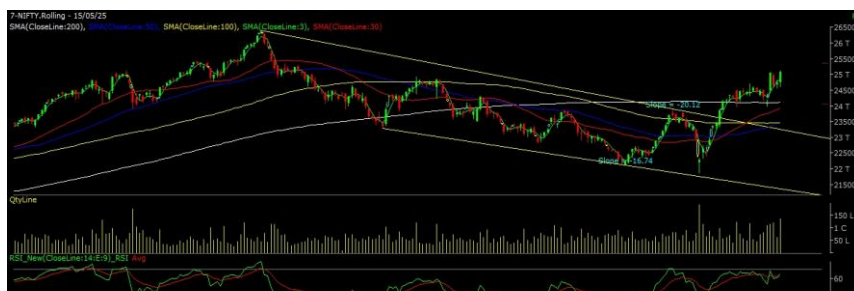 7-NIFTY.Rolling - 15/05/25
SMA(CloseLine:200), SMA(CloseLine:50), SMA(CloseLine:100), SMA(CloseLine:3), SMA(CloseLine:30)
26500
26 T
25500
25 T
24500
24 T
23500
23 T
22500
22 T
21500
Slope = -20.12
Slope = -16.74
QtyLine
150 L
1 C
50 L
RSI_New(CloseLine:14:E:9)_RSI Avg
60